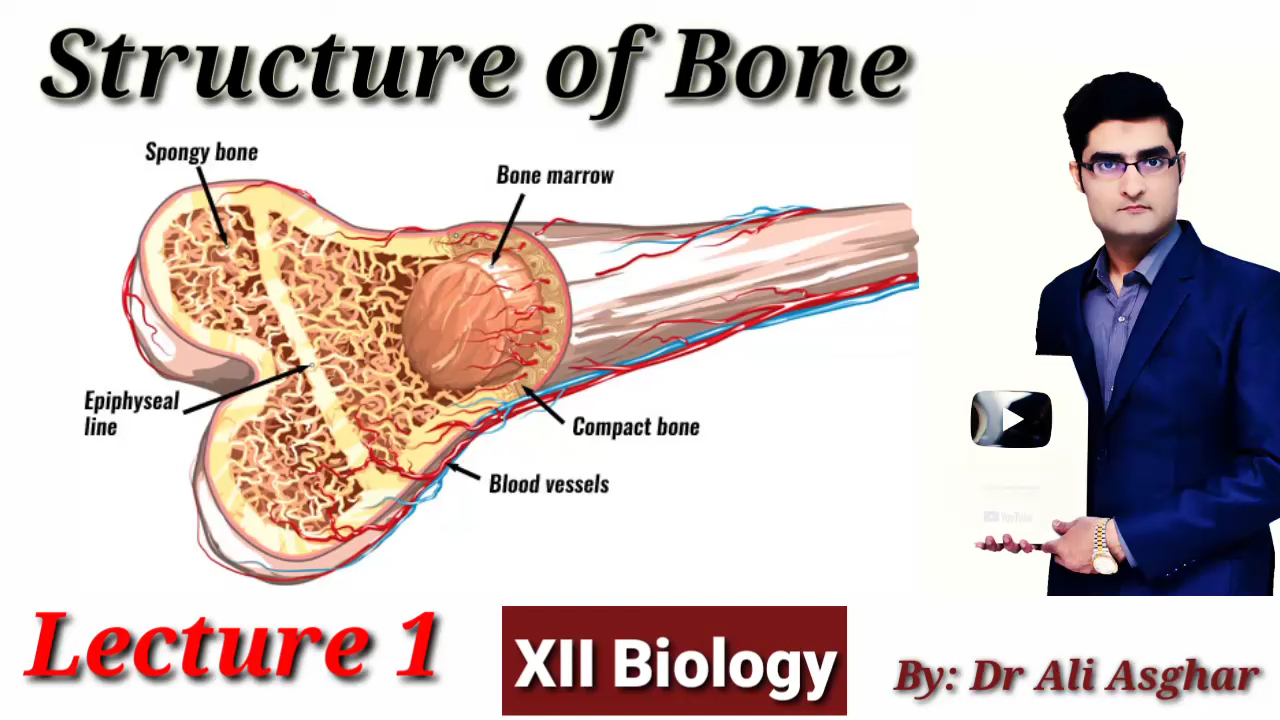 Structure of Bone
Spongy bone
Bone marrow
Epiphyseal
line
Compact bone
Blood vessels
YouTube
Lecture 1
XII Biology
By: Dr Ali Asghar